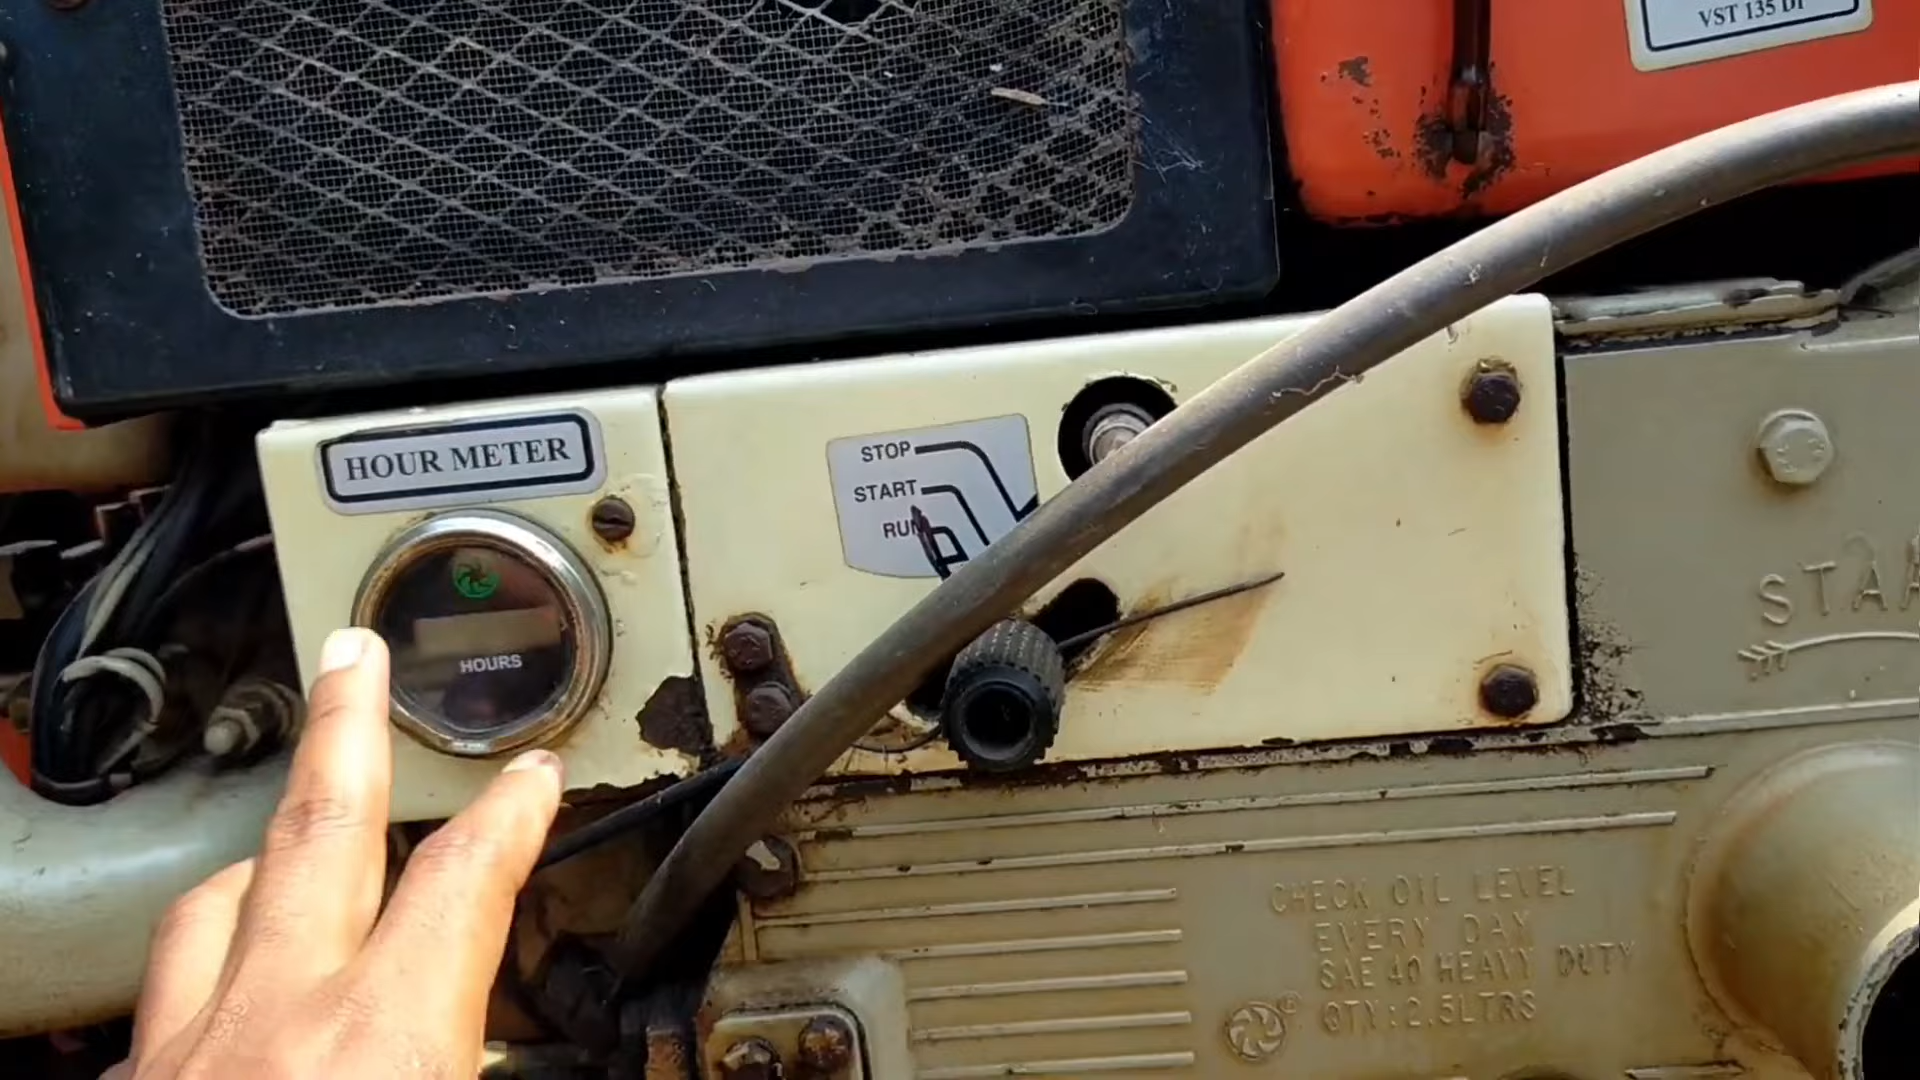 VST 135 DI
HOUR METER
STOP
START
RUN
HOURS
CHECK OIL LEVEL
EVERY DAY
SAE 40 HEAVY DUTY
QTY:2.5LTRS